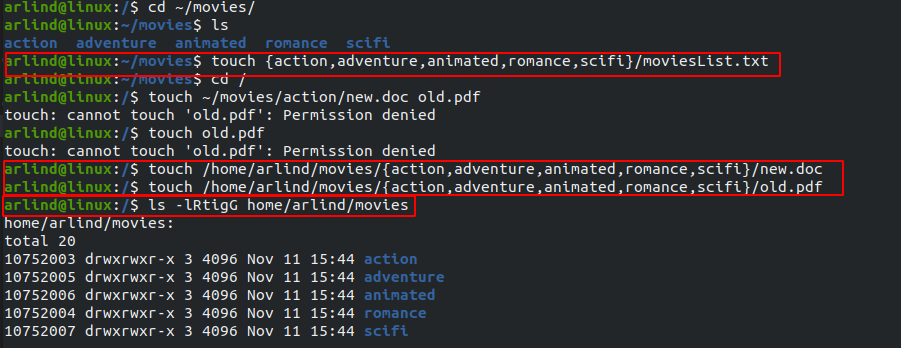 arlind@linux:/$ cd ~/movies/
arlind@linux:~/movies$ ls
action  adventure  animated  romance  scifi
arlind@linux:~/movies$ touch {action,adventure,animated,romance,scifi}/moviesList.txt
arlind@linux:~/movies$ cd /
arlind@linux:/$ touch ~/movies/action/new.doc old.pdf
touch: cannot touch 'old.pdf': Permission denied
arlind@linux:/$ touch old.pdf
touch: cannot touch 'old.pdf': Permission denied
arlind@linux:/$ touch /home/arlind/movies/{action,adventure,animated,romance,scifi}/new.doc
arlind@linux:/$ touch /home/arlind/movies/{action,adventure,animated,romance,scifi}/old.pdf
arlind@linux:/$ ls -lRtigG home/arlind/movies
home/arlind/movies:
total 20
10752003 drwxrwxr-x 3 4096 Nov 11 15:44 action
10752005 drwxrwxr-x 3 4096 Nov 11 15:44 adventure
10752006 drwxrwxr-x 3 4096 Nov 11 15:44 animated
10752004 drwxrwxr-x 3 4096 Nov 11 15:44 romance
10752007 drwxrwxr-x 3 4096 Nov 11 15:44 scifi